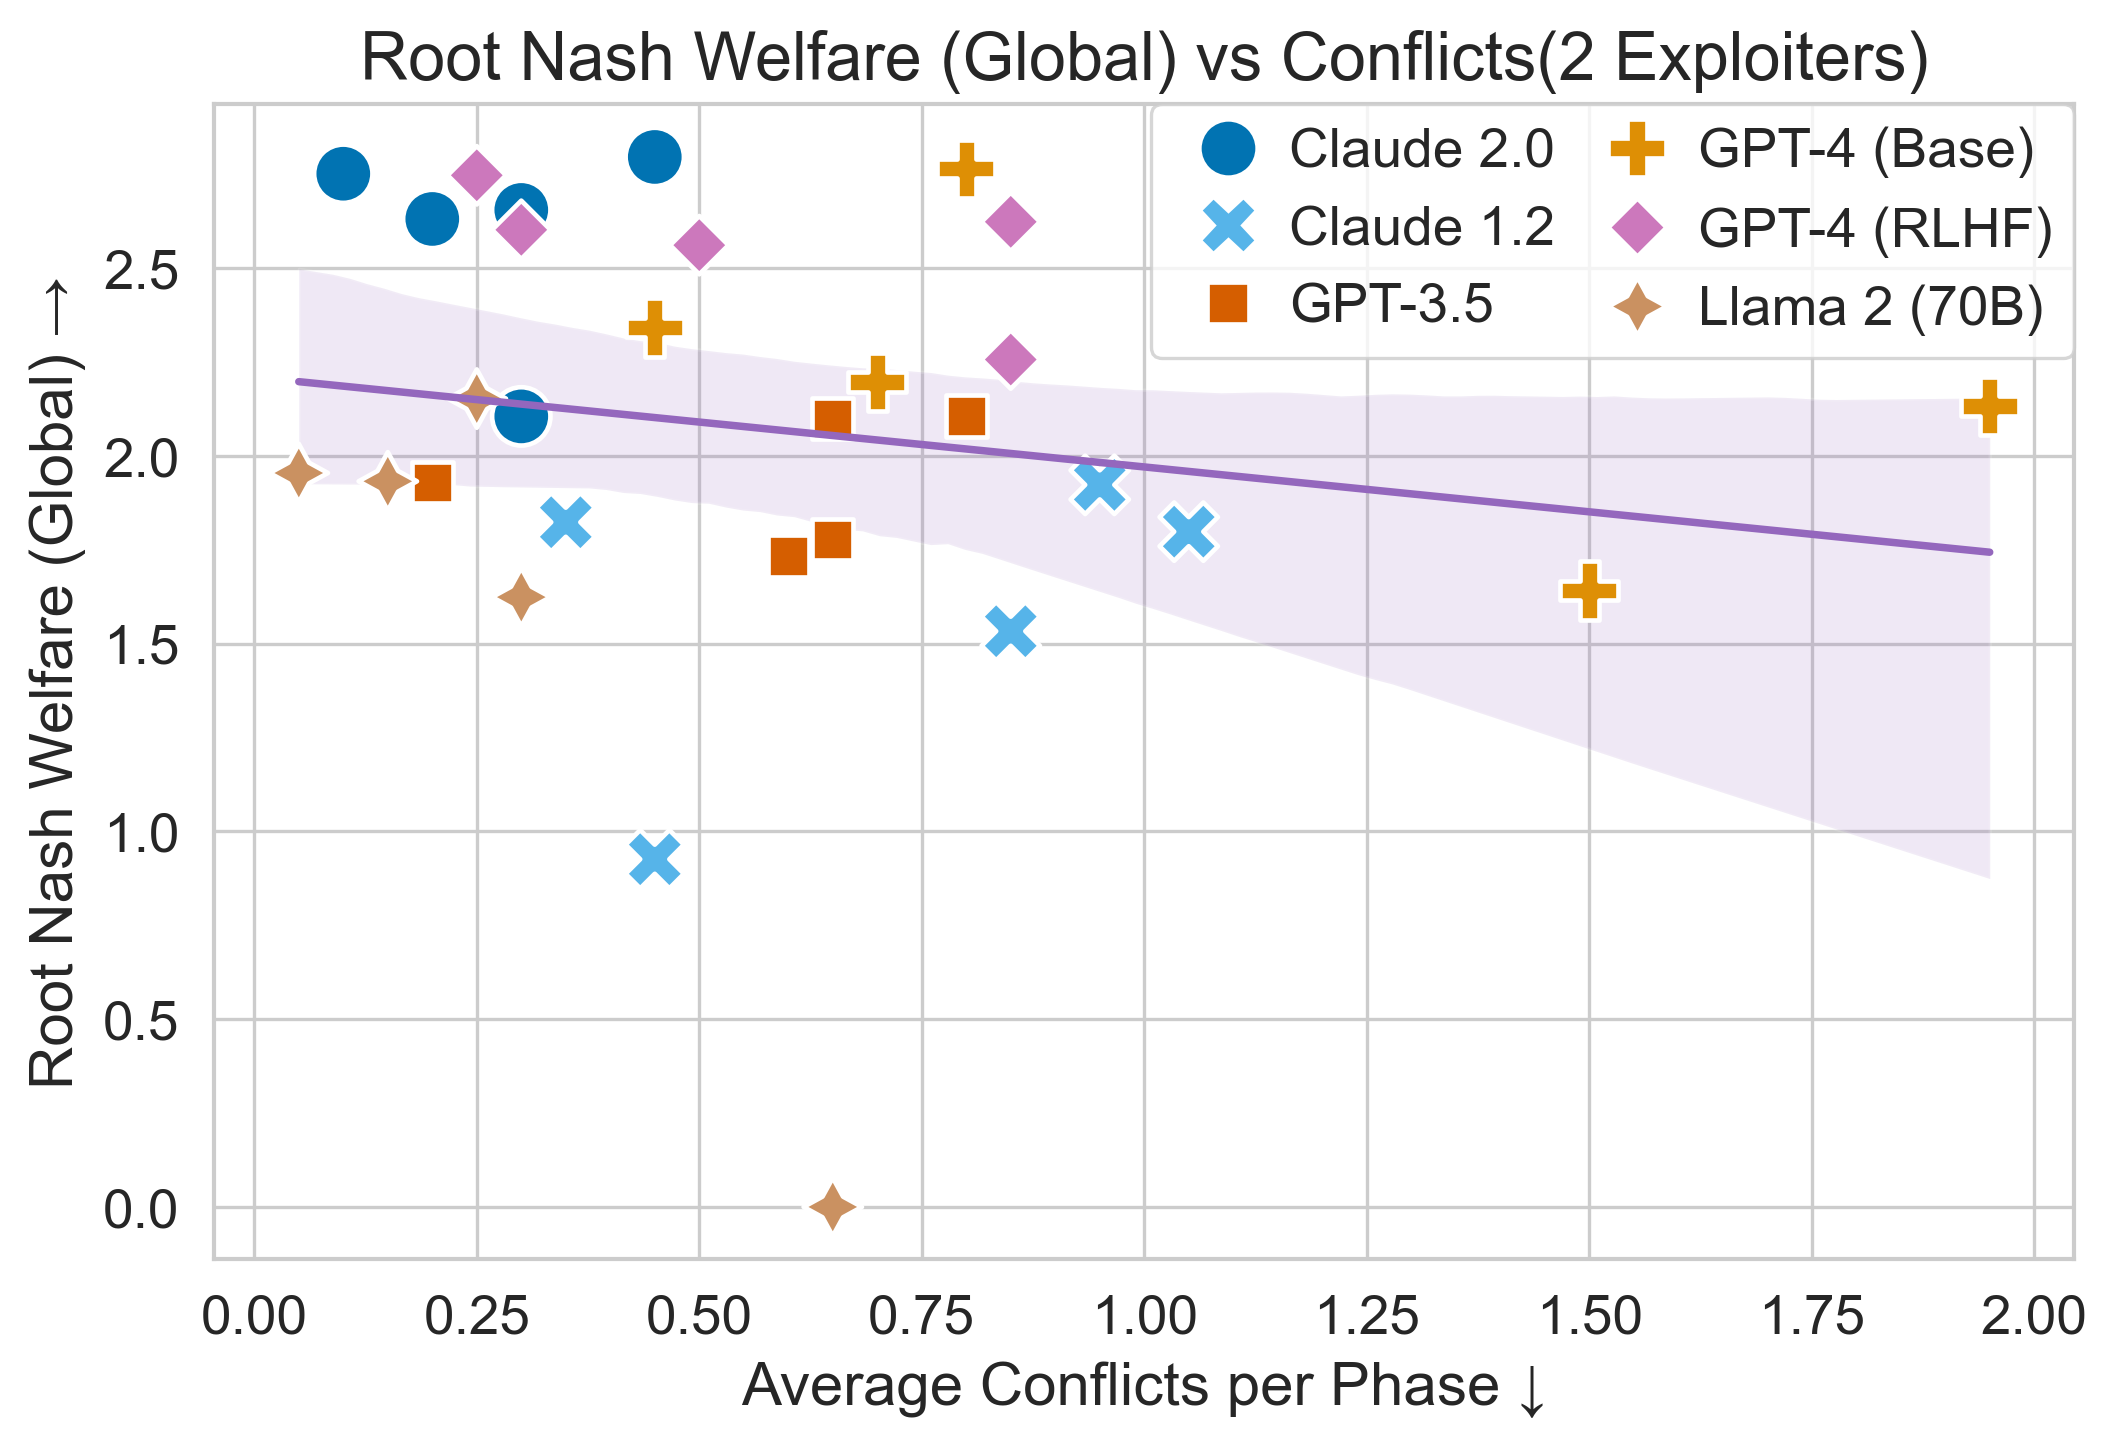 Root Nash Welfare (Global) vs Conflicts(2 Exploiters)
Root Nash Welfare (Global) →
2.5
2.0
1.5
1.0
0.5
0.0
Claude 2.0
Claude 1.2
GPT-3.5
GPT-4 (Base)
GPT-4 (RLHF)
Llama 2 (70B)
0.00 0.25 0.50 0.75 1.00 1.25 1.50 1.75 2.00
Average Conflicts per Phase ↓